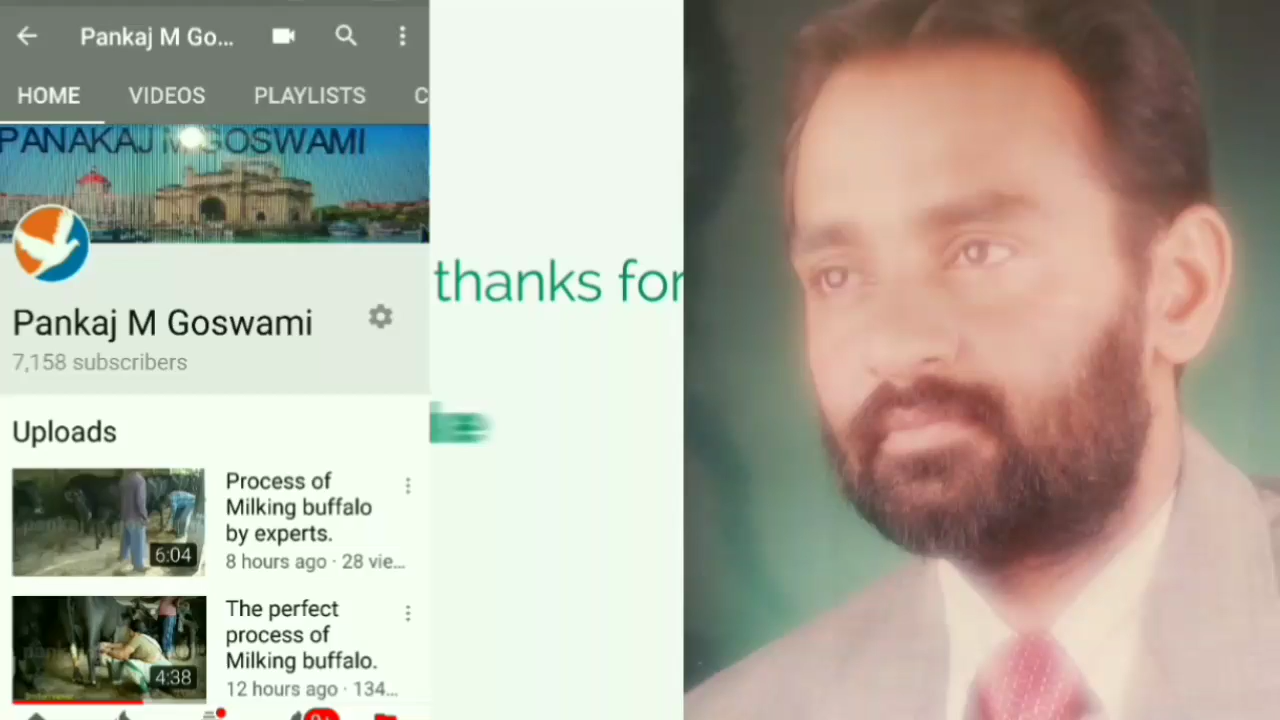 Pankaj M Go...
HOME VIDEOS PLAYLISTS C
PANAKAJ M GOSWAMI
Pankaj M Goswami
7,158 subscribers
Uploads
Process of
Milking buffalo
by experts.
8 hours ago · 28 vie...
6:04
The perfect
process of
Milking buffalo.
12 hours ago · 134...
4:38
thanks for